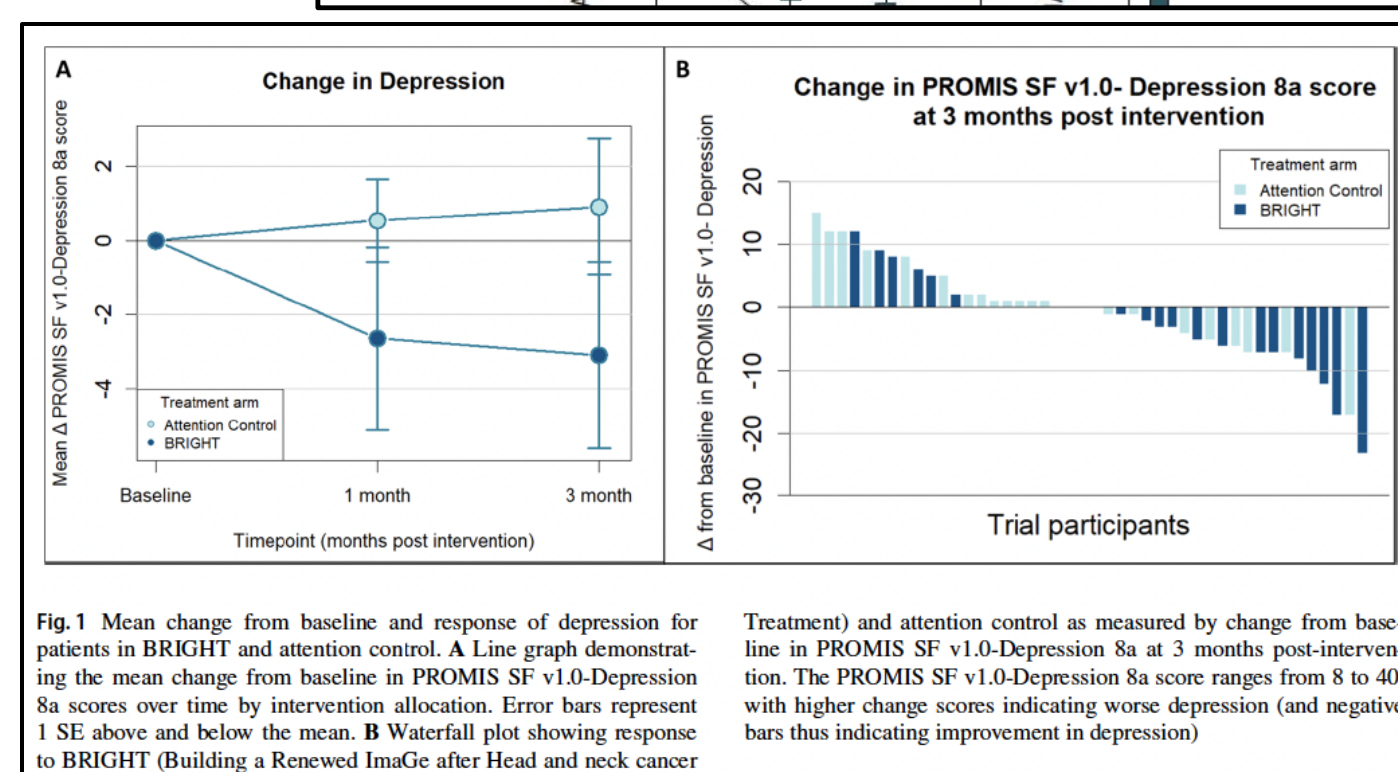 A
Change in Depression
Mean Δ PROMIS SF v1.0-Depression 8a score
2
0
-2
-4
Treatment arm
Attention Control
BRIGHT
Baseline
1 month
3 month
Timepoint (months post intervention)
B
Change in PROMIS SF v1.0- Depression 8a score
at 3 months post intervention
Δ from baseline in PROMIS SF v1.0- Depression
20
10
0
-10
-20
-30
Treatment arm
Attention Control
BRIGHT
Trial participants
Fig. 1 Mean change from baseline and response of depression for
patients in BRIGHT and attention control. A Line graph demonstrat-
ing the mean change from baseline in PROMIS SF v1.0-Depression
8a scores over time by intervention allocation. Error bars represent
1 SE above and below the mean. B Waterfall plot showing response
to BRIGHT (Building a Renewed ImaGe after Head and neck cancer
Treatment) and attention control as measured by change from base-
line in PROMIS SF v1.0-Depression 8a at 3 months post-interven-
tion. The PROMIS SF v1.0-Depression 8a score ranges from 8 to 40
with higher change scores indicating worse depression (and negative
bars thus indicating improvement in depression)